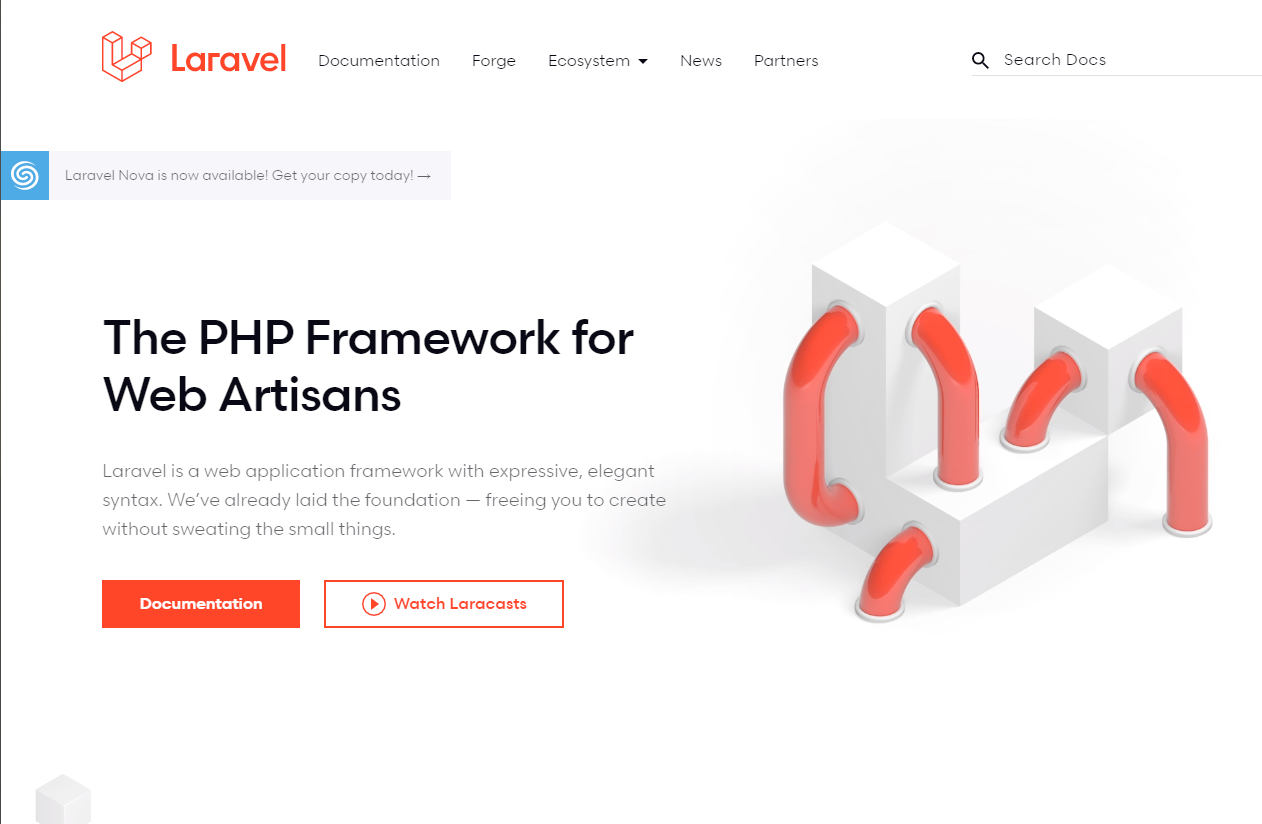 Laravel
Documentation
Forge
Ecosystem
News
Partners
Search Docs
Laravel Nova is now available! Get your copy today! →
The PHP Framework for
Web Artisans
Laravel is a web application framework with expressive, elegant
syntax. We’ve already laid the foundation — freeing you to create
without sweating the small things.
Documentation
Watch Laracasts